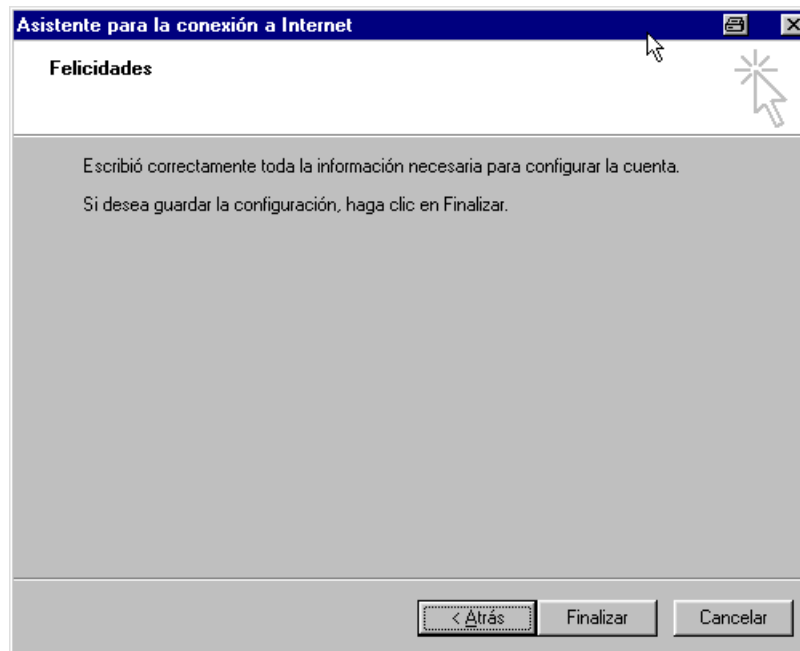 Asistente para la conexión a Internet
Felicidades
Escribió correctamente toda la información necesaria para configurar la cuenta.
Si desea guardar la configuración, haga clic en Finalizar.
< Atrás Finalizar Cancelar